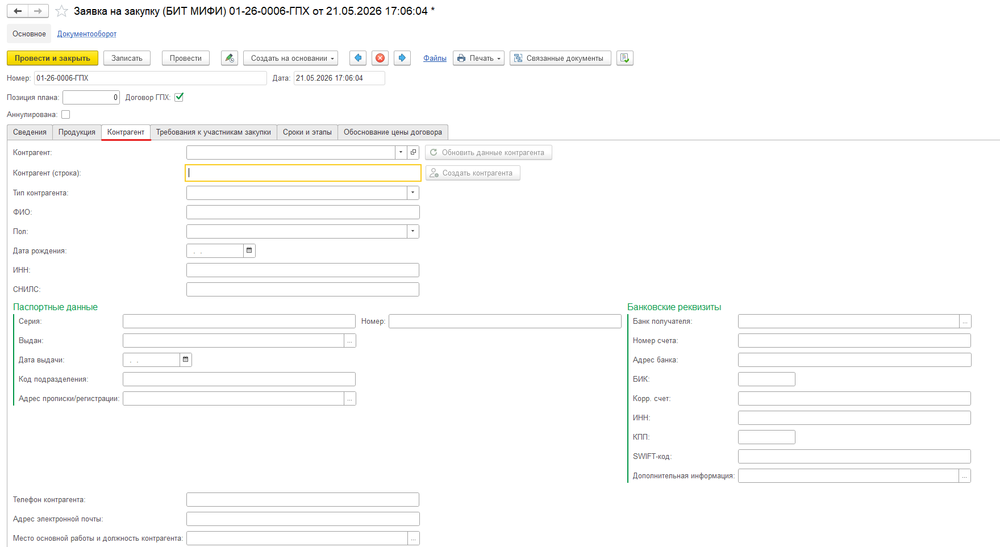 Заявка на закупку (БИТ МИФИ) 01-26-0006-ГПХ от 21.05.2026 17:06:04 *
Основное Документооборот
Провести и закрыть Записать Провести Создать на основании Файлы Печать Связанные документы
Номер: 01-26-0006-ГПХ Дата: 21.05.2026 17:06:04
Позиция плана: 0 Договор ГПХ:
Аннулирована:
Сведения Продукция Контрагент Требования к участникам закупки Сроки и этапы Обоснование цены договора
Контрагент: Обновить данные контрагента
Контрагент (строка): Создать контрагента
Тип контрагента:
ФИО:
Пол:
Дата рождения: . .
ИНН:
СНИЛС:
Паспортные данные
Серия: Номер:
Выдан: ...
Дата выдачи: . .
Код подразделения:
Адрес прописки/регистрации: ...
Банковские реквизиты
Банк получателя: ...
Номер счета:
Адрес банка:
БИК:
Корр. счет:
ИНН:
КПП:
SWIFT-код:
Дополнительная информация: ...
Телефон контрагента:
Адрес электронной почты:
Место основной работы и должность контрагента: ...